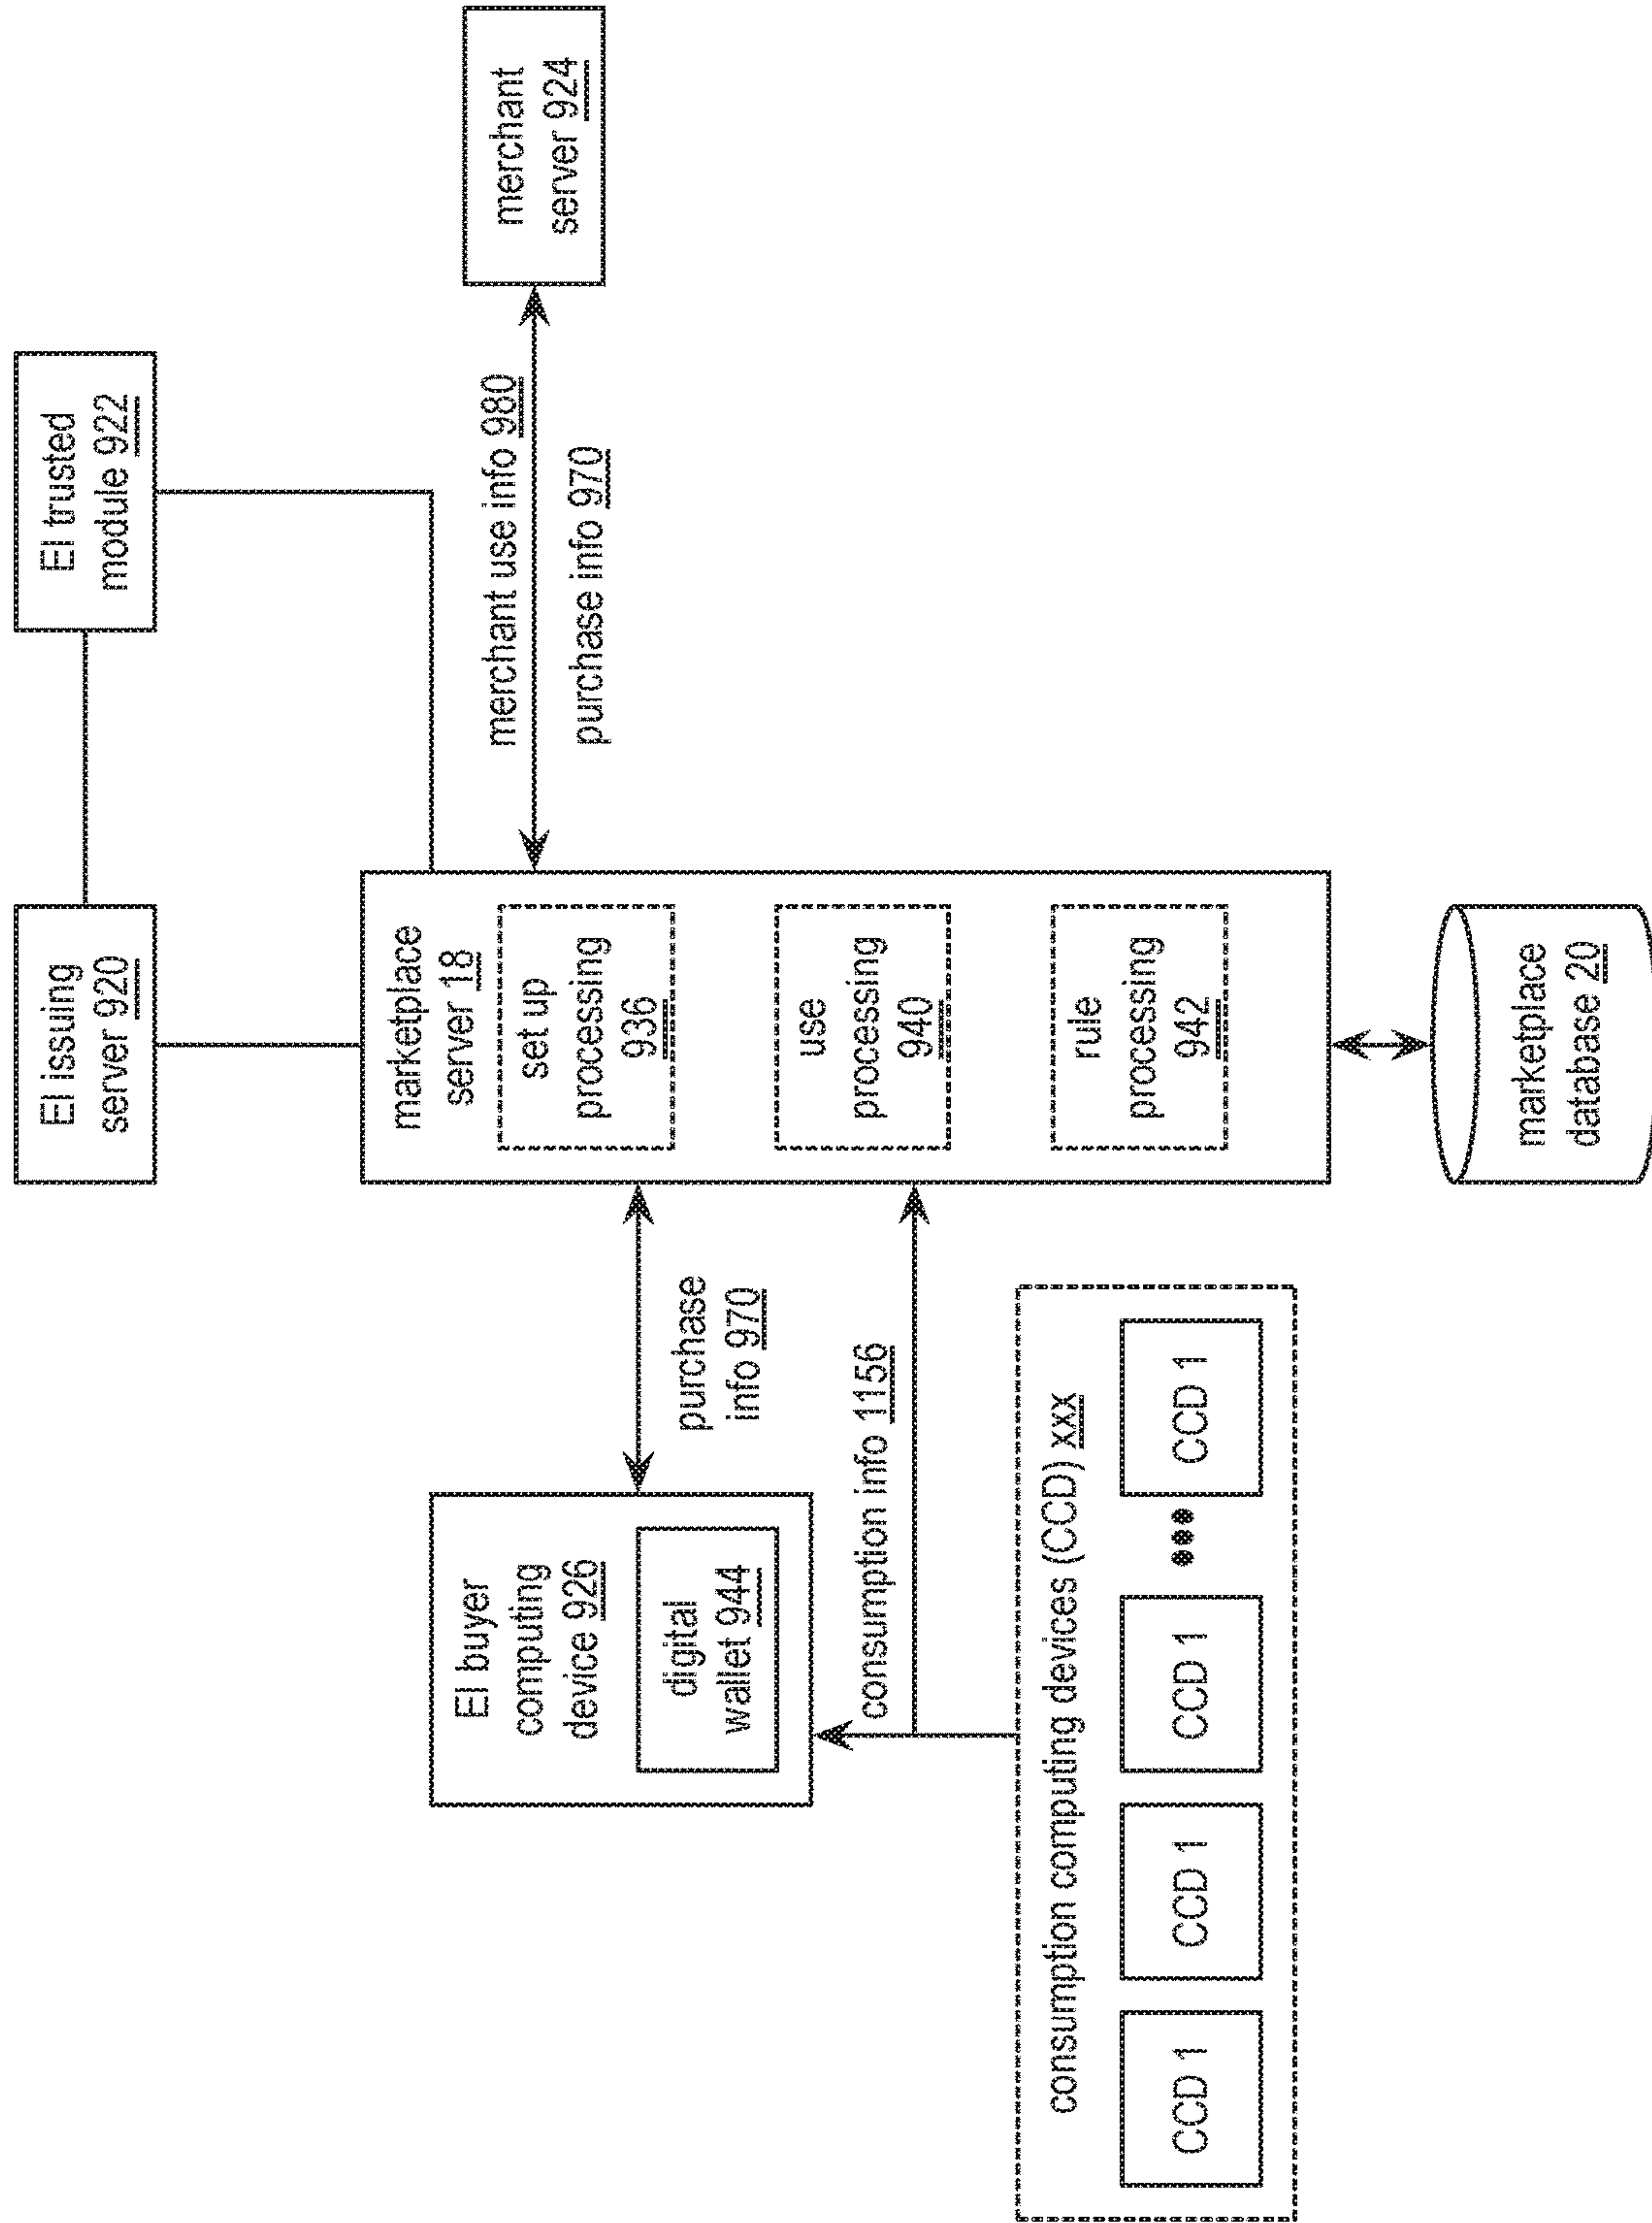 EI issuing
server 920
EI trusted
module 922
EI buyer
computing
device 926
digital
wallet 944
purchase
info 970
marketplace
server 18
set up
processing
936
use
processing
940
rule
processing
942
merchant use info 980
purchase info 970
merchant
server 924
consumption info 1156
consumption computing devices (CCD) xxx
CCD 1
CCD 1
CCD 1
CCD 1
marketplace
database 20